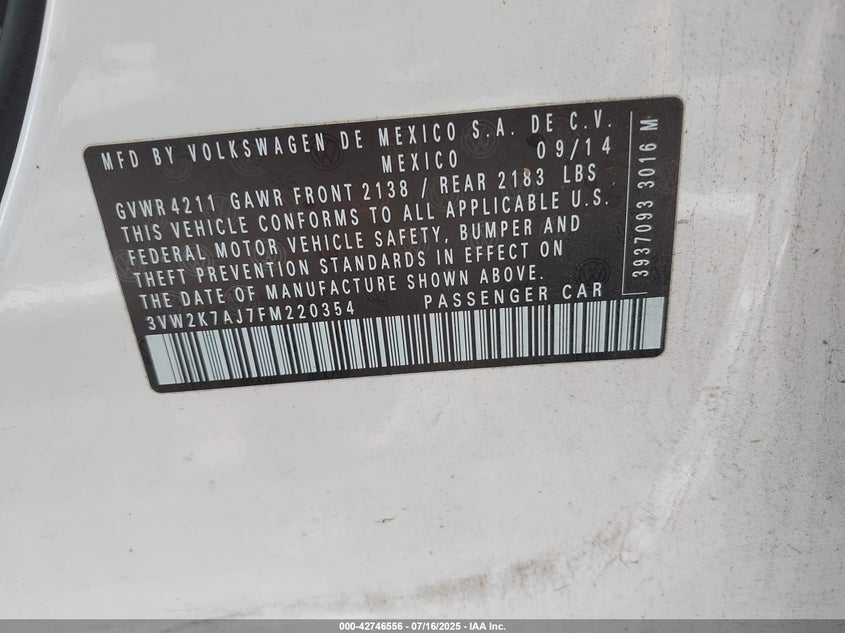 MFD BY VOLKSWAGEN DE MEXICO S.A. DE C.V.
MEXICO 09/14
GVWR 4211 GAWR FRONT 2138 / REAR 2183 LBS
THIS VEHICLE CONFORMS TO ALL APPLICABLE U.S.
FEDERAL MOTOR VEHICLE SAFETY, BUMPER AND
THEFT PREVENTION STANDARDS IN EFFECT ON
THE DATE OF MANUFACTURE SHOWN ABOVE.
3VW2K7AJ7FM220354 PASSENGER CAR
3937093 3016 M
000-42746556 - 07/16/2025 - IAA Inc.